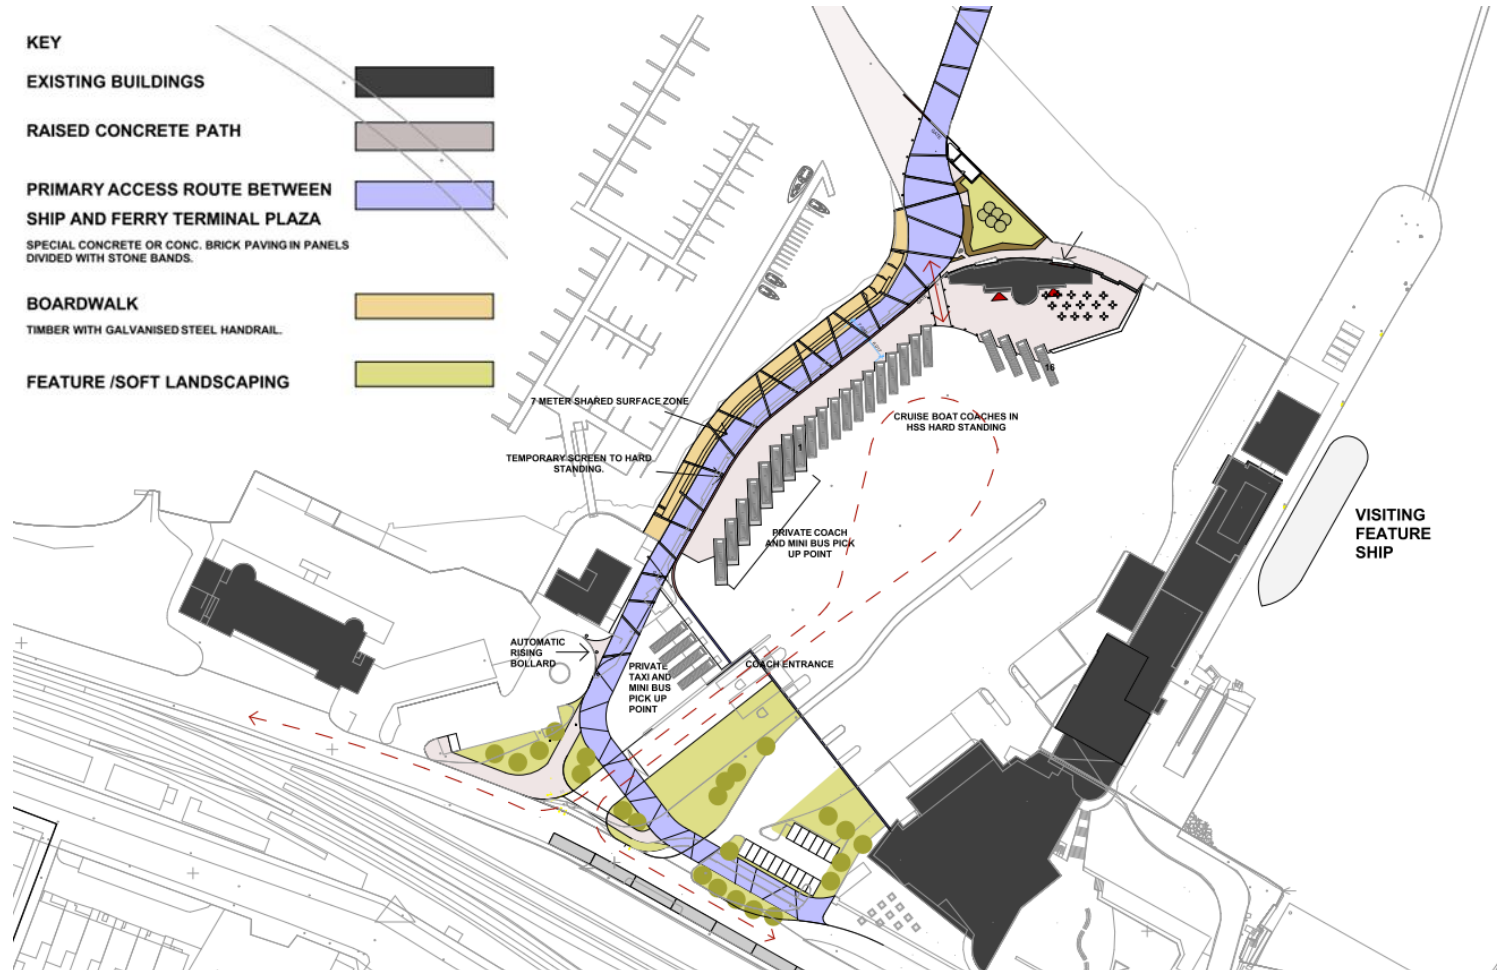 KEY
EXISTING BUILDINGS
RAISED CONCRETE PATH
PRIMARY ACCESS ROUTE BETWEEN
SHIP AND FERRY TERMINAL PLAZA
SPECIAL CONCRETE OR CONC. BRICK PAVING IN PANELS
DIVIDED WITH STONE BANDS.
BOARDWALK
TIMBER WITH GALVANISED STEEL HANDRAIL.
FEATURE /SOFT LANDSCAPING
16
7 METER SHARED SURFACE ZONE
CRUISE BOAT COACHES IN
HSS HARD STANDING
1
TEMPORARY SCREEN TO HARD
STANDING.
PRIVATE COACH
AND MINI BUS PICK
UP POINT
VISITING
FEATURE
SHIP
AUTOMATIC
RISING
BOLLARD
PRIVATE
TAXI AND
MINI BUS
PICK UP
POINT
COACH ENTRANCE